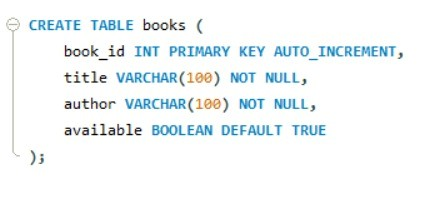 CREATE TABLE books (
    book_id INT PRIMARY KEY AUTO_INCREMENT,
    title VARCHAR(100) NOT NULL,
    author VARCHAR(100) NOT NULL,
    available BOOLEAN DEFAULT TRUE
);